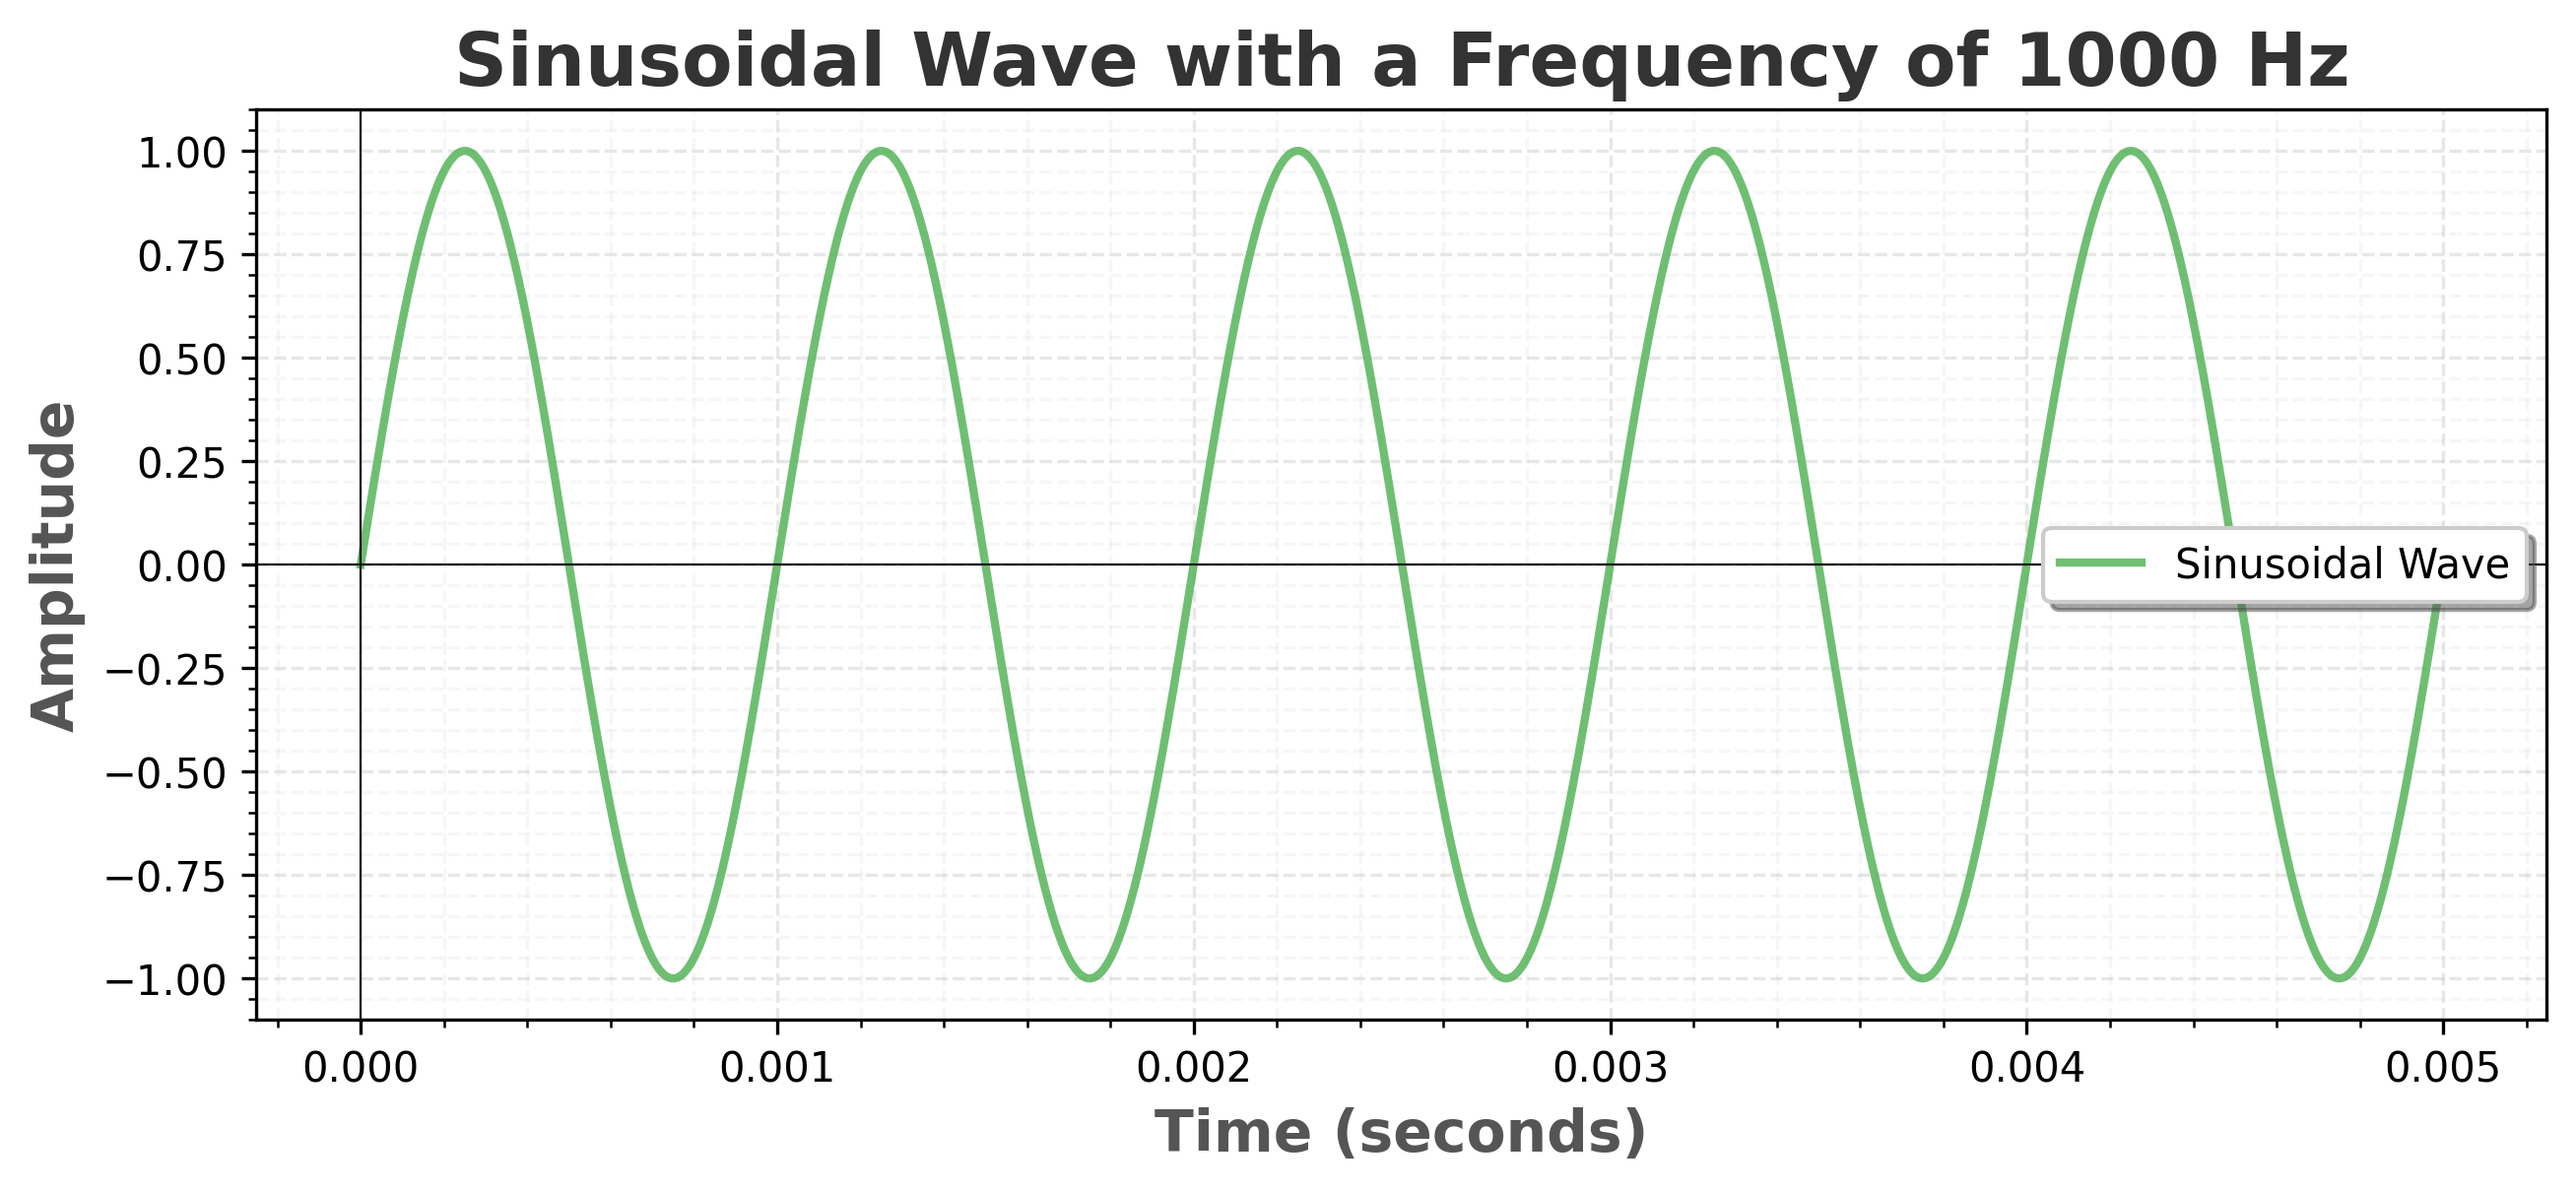 Sinusoidal Wave with a Frequency of 1000 Hz
Amplitude
1.00
0.75
0.50
0.25
0.00
−0.25
−0.50
−0.75
−1.00
Sinusoidal Wave
0.000 0.001 0.002 0.003 0.004 0.005
Time (seconds)